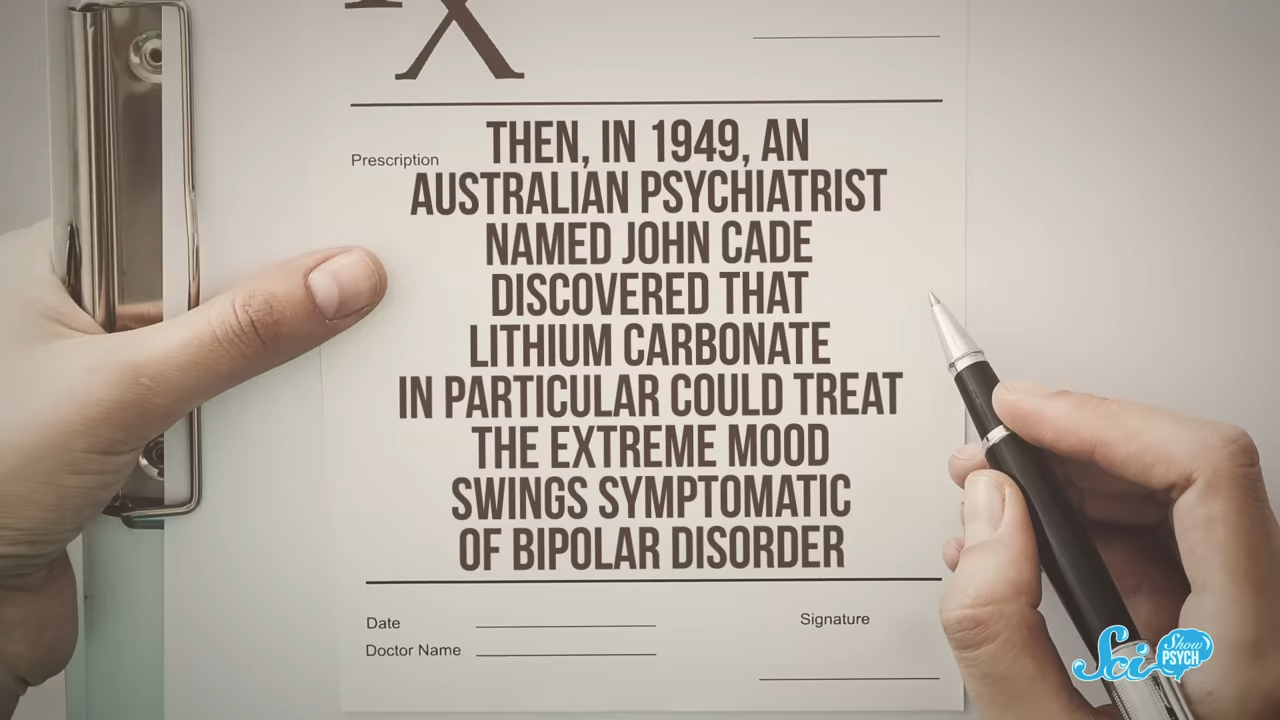 Rx
Prescription
THEN, IN 1949, AN
AUSTRALIAN PSYCHIATRIST
NAMED JOHN CADE
DISCOVERED THAT
LITHIUM CARBONATE
IN PARTICULAR COULD TREAT
THE EXTREME MOOD
SWINGS SYMPTOMATIC
OF BIPOLAR DISORDER
Date
Doctor Name
Signature
Sci Show
PSYCH